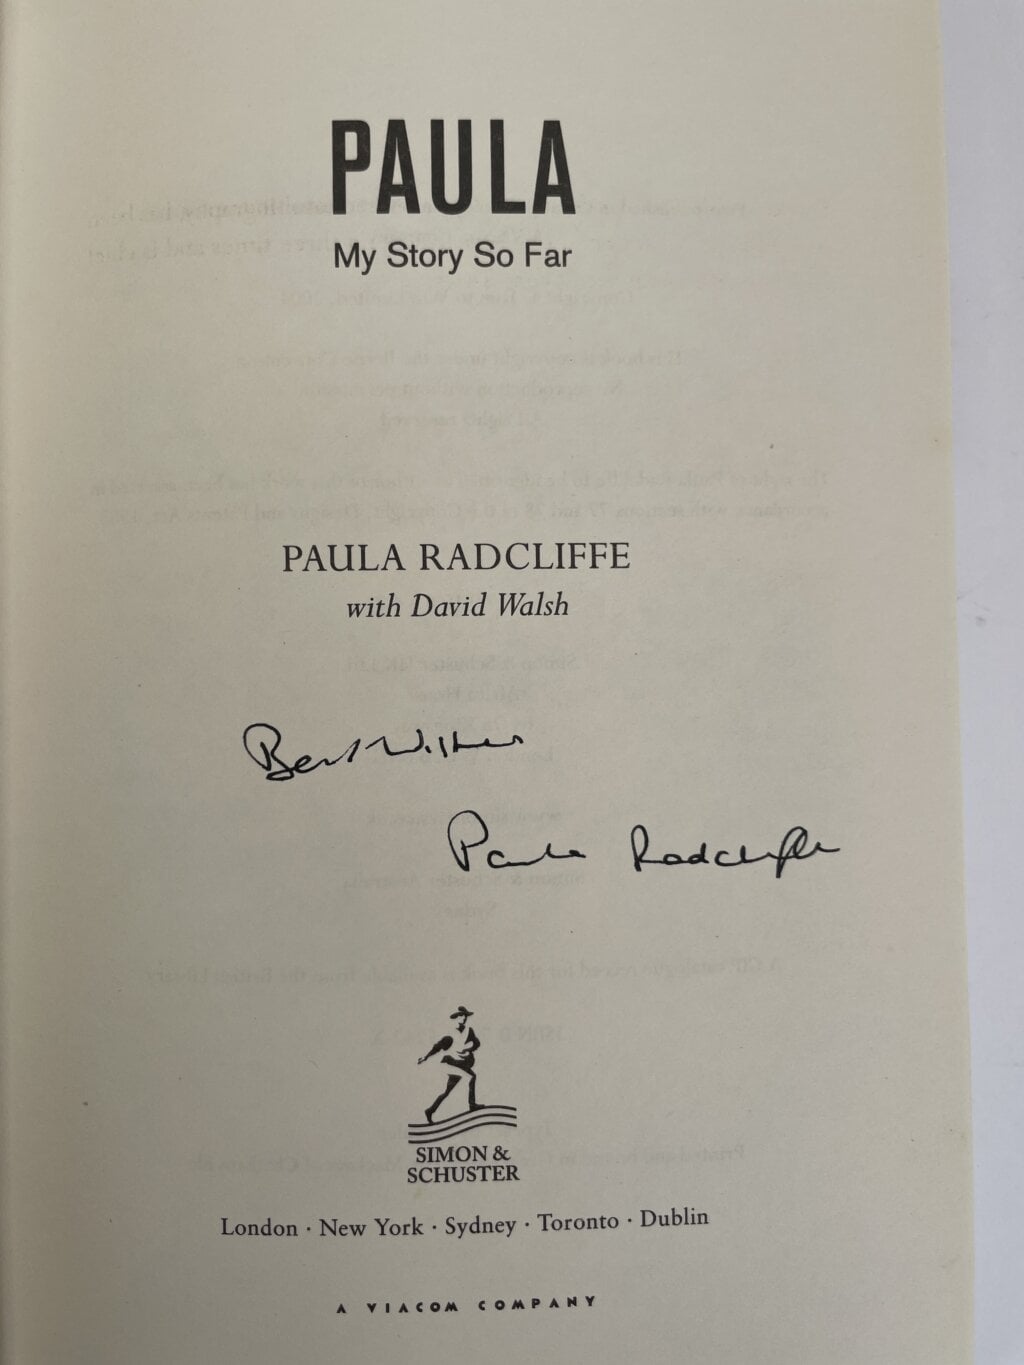 PAULA
My Story So Far
PAULA RADCLIFFE
with David Walsh
Best Wishes
Paula Radcliffe
SIMON &
SCHUSTER
London · New York · Sydney · Toronto · Dublin
A VIACOM COMPANY